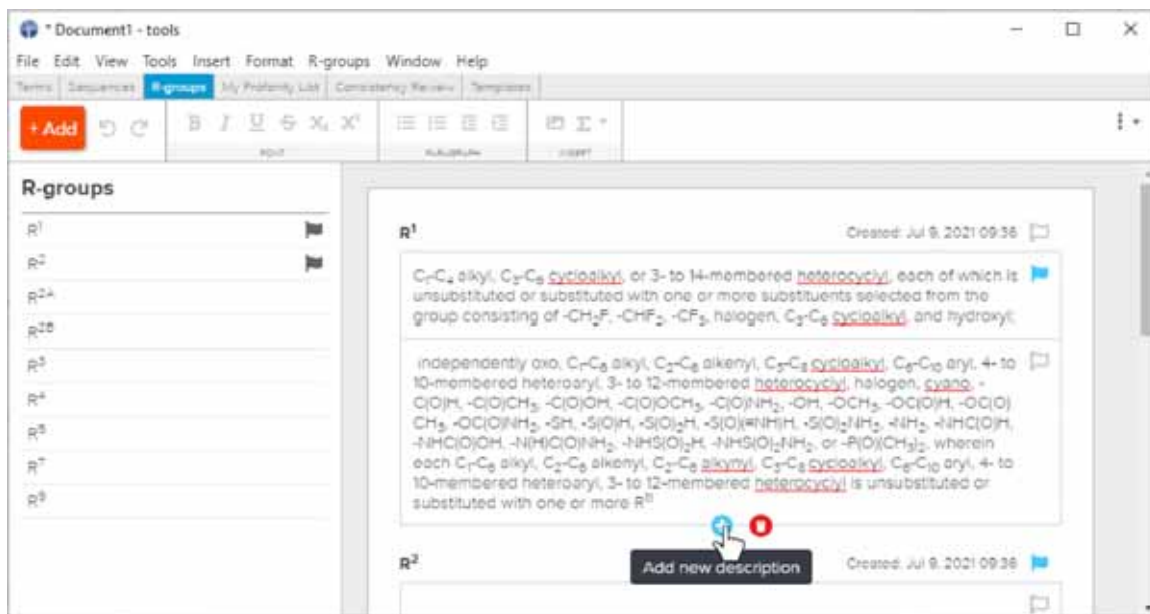 * Document1 - tools
File Edit View Tools Insert Format R-groups Window Help
Terms Sequences R-groups My Profanity List Consistency Review Templates
+ Add B I U S X₂ X² Σ
FONT PARAGRAPH INSERT
R-groups
R¹
R²
R²ᴬ
R²ᴮ
R³
R⁴
R⁷
R⁹
R¹ Created: Jul 9, 2021 09:36
C₁-C₄ alkyl, C₃-C₆ cycloalkyl, or 3- to 14-membered heterocyclyl, each of which is
unsubstituted or substituted with one or more substituents selected from the
group consisting of -CH₂F, -CHF₂, -CF₃, halogen, C₃-C₆ cycloalkyl, and hydroxyl;
independently oxo, C₁-C₆ alkyl, C₂-C₆ alkenyl, C₃-C₈ cycloalkyl, C₆-C₁₀ aryl, 4- to
10-membered heteroaryl, 3- to 12-membered heterocyclyl, halogen, cyano, -
C(O)H, -C(O)CH₃, -C(O)OH, -C(O)OCH₃, -C(O)NH₂, -OH, -OCH₃, -OC(O)H, -OC(O)
CH₃, -OC(O)NH₂, -SH, -S(O)H, -S(O)₂H, -S(O)(=NH)H, -S(O)₂NH₂, -NH₂, -NHC(O)H,
-NHC(O)OH, -N(H)C(O)NH₂, -NHS(O)₂H, -NHS(O)₂NH₂, or -P(O)(CH₃)₂, wherein
each C₁-C₆ alkyl, C₂-C₆ alkenyl, C₂-C₆ alkynyl, C₃-C₈ cycloalkyl, C₆-C₁₀ aryl, 4- to
10-membered heteroaryl, 3- to 12-membered heterocyclyl is unsubstituted or
substituted with one or more
Add new description
R² Created: Jul 9, 2021 09:36